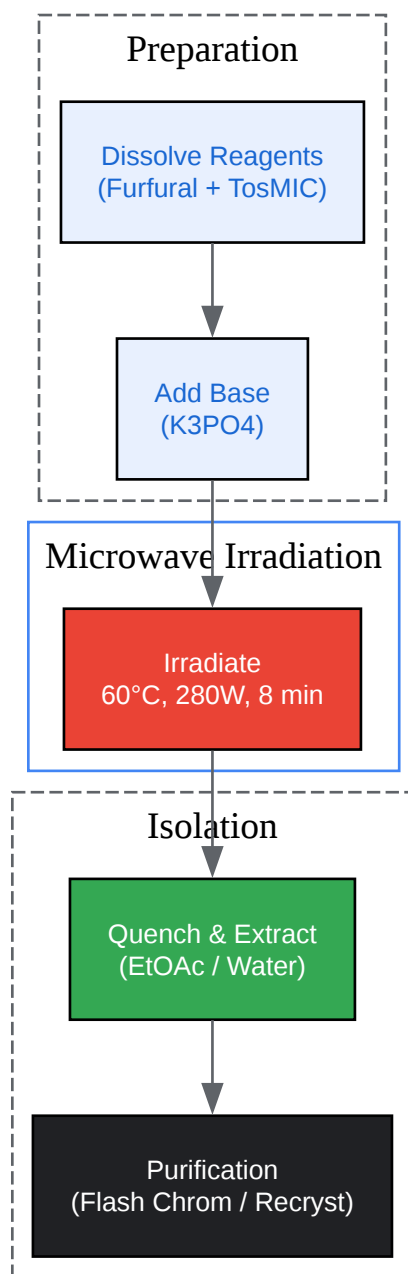 Preparation
Dissolve Reagents
(Furfural + TosMIC)
Add Base
(K3PO4)
Microwave Irradiation
Irradiate
60°C, 280W, 8 min
Isolation
Quench & Extract
(EtOAc / Water)
Purification
(Flash Chrom / Recryst)